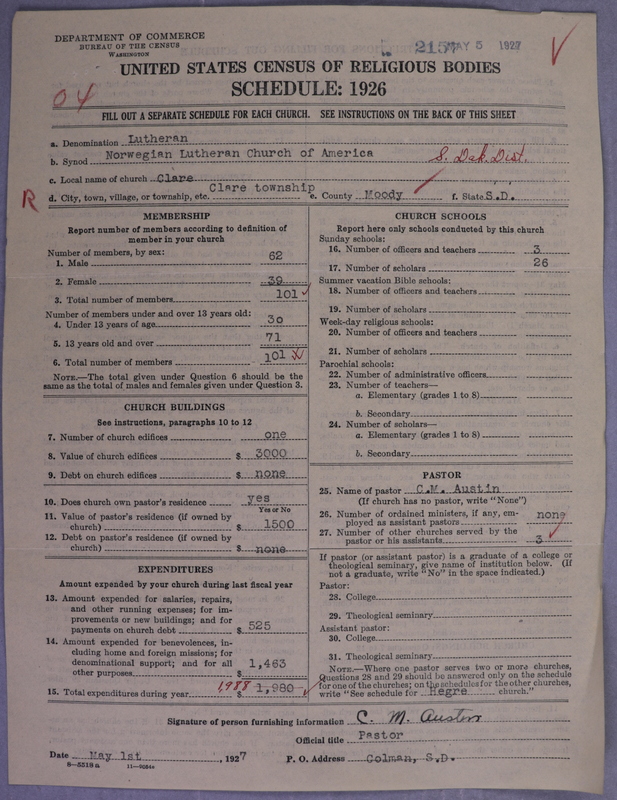 DEPARTMENT OF COMMERCE
BUREAU OF THE CENSUS
WASHINGTON
2157 MAY 5 1927
UNITED STATES CENSUS OF RELIGIOUS BODIES
SCHEDULE: 1926
04
FILL OUT A SEPARATE SCHEDULE FOR EACH CHURCH. SEE INSTRUCTIONS ON THE BACK OF THIS SHEET
a. Denomination Lutheran
b. Synod Norwegian Lutheran Church of America S. Dak. Dist.
c. Local name of church Clare
R d. City, town, village, or township, etc. Clare township e. County Moody f. State S.D.
MEMBERSHIP
Report number of members according to definition of
member in your church
Number of members, by sex:
1. Male 62
2. Female 39
3. Total number of members 101
Number of members under and over 13 years old:
4. Under 13 years of age 30
5. 13 years old and over 71
6. Total number of members 101
NOTE.—The total given under Question 6 should be the
same as the total of males and females given under Question 3.
CHURCH BUILDINGS
See instructions, paragraphs 10 to 12
7. Number of church edifices one
8. Value of church edifices $ 3000
9. Debt on church edifices $ none
10. Does church own pastor's residence yes
Yes or No
11. Value of pastor's residence (if owned by
church) $ 1500
12. Debt on pastor's residence (if owned by
church) $ none
EXPENDITURES
Amount expended by your church during last fiscal year
13. Amount expended for salaries, repairs,
and other running expenses; for im-
provements or new buildings; and for
payments on church debt $ 525
14. Amount expended for benevolences, in-
cluding home and foreign missions; for
denominational support; and for all
other purposes $ 1,463
15. Total expenditures during year 1,988 $ 1,980
CHURCH SCHOOLS
Report here only schools conducted by this church
Sunday schools:
16. Number of officers and teachers 3
17. Number of scholars 26
Summer vacation Bible schools:
18. Number of officers and teachers
19. Number of scholars
Week-day religious schools:
20. Number of officers and teachers
21. Number of scholars
Parochial schools:
22. Number of administrative officers
23. Number of teachers—
a. Elementary (grades 1 to 8)
b. Secondary
24. Number of scholars—
a. Elementary (grades 1 to 8)
b. Secondary $
PASTOR
25. Name of pastor C.M. Austin
(If church has no pastor, write "None")
26. Number of ordained ministers, if any, em-
ployed as assistant pastors none
27. Number of other churches served by the
pastor or his assistants 3
If pastor (or assistant pastor) is a graduate of a college or
theological seminary, give name of institution below. (If
not a graduate, write "No" in the space indicated.)
Pastor:
28. College
29. Theological seminary
Assistant pastor:
30. College
31. Theological seminary
NOTE.—Where one pastor serves two or more churches,
Questions 28 and 29 should be answered only on the schedule
for one of the churches; on the schedules for the other churches,
write "See schedule for Hegre church."
Signature of person furnishing information C. M. Austin
Official title Pastor
Date May 1st, 1927 P. O. Address Colman, S.D.
8—5518 a